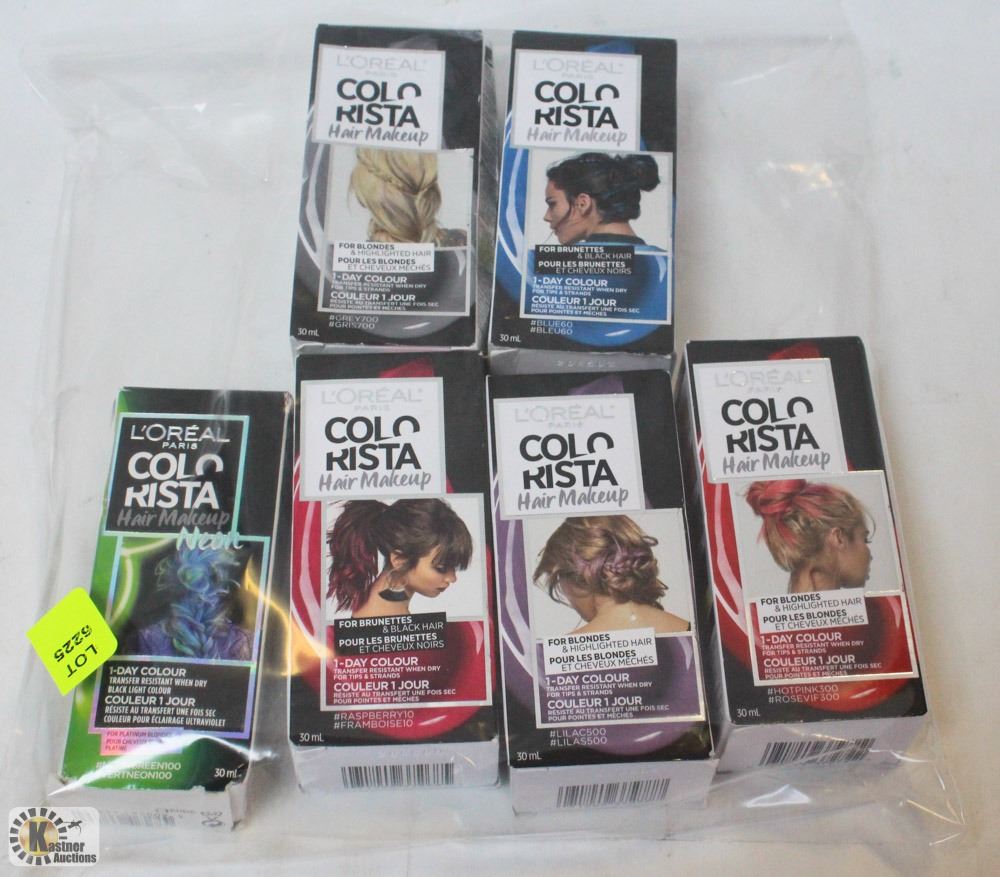 L'ORÉAL
PARIS
COLO
RISTA
Hair Makeup
FOR BLONDES
& HIGHLIGHTED HAIR
POUR LES BLONDES
ET CHEVEUX MÉCHÉS
1-DAY COLOUR
TRANSFER RESISTANT WHEN DRY
FOR TIPS & STRANDS
COULEUR 1 JOUR
RÉSISTE AU TRANSFERT UNE FOIS SEC
POUR POINTES ET MÈCHES
#GREY700
#GRIS700
30 mL
L'ORÉAL
PARIS
COLO
RISTA
Hair Makeup
FOR BRUNETTES
& BLACK HAIR
POUR LES BRUNETTES
ET CHEVEUX NOIRS
1-DAY COLOUR
TRANSFER RESISTANT WHEN DRY
FOR TIPS & STRANDS
COULEUR 1 JOUR
RÉSISTE AU TRANSFERT UNE FOIS SEC
POUR POINTES ET MÈCHES
#BLUE60
#BLEU60
30 mL
L'ORÉAL
PARIS
COLO
RISTA
Hair Makeup
Neon
1-DAY COLOUR
TRANSFER RESISTANT WHEN DRY
BLACK LIGHT COLOUR
COULEUR 1 JOUR
RÉSISTE AU TRANSFERT UNE FOIS SEC
COULEUR POUR ÉCLAIRAGE ULTRAVIOLET
FOR PLATINUM BLONDES
POUR CHEVEUX
PLATINE
30 mL
LOT
5225
L'ORÉAL
PARIS
COLO
RISTA
Hair Makeup
FOR BRUNETTES
& BLACK HAIR
POUR LES BRUNETTES
ET CHEVEUX NOIRS
1-DAY COLOUR
TRANSFER RESISTANT WHEN DRY
FOR TIPS & STRANDS
COULEUR 1 JOUR
RÉSISTE AU TRANSFERT UNE FOIS SEC
POUR POINTES ET MÈCHES
#RASPBERRY10
#FRAMBOISE10
30 mL
L'ORÉAL
PARIS
COLO
RISTA
Hair Makeup
FOR BLONDES
& HIGHLIGHTED HAIR
POUR LES BLONDES
ET CHEVEUX MÉCHÉS
1-DAY COLOUR
TRANSFER RESISTANT WHEN DRY
FOR TIPS & STRANDS
COULEUR 1 JOUR
RÉSISTE AU TRANSFERT UNE FOIS SEC
POUR POINTES ET MÈCHES
#LILAC500
#LILAS500
30 mL
L'ORÉAL
PARIS
COLO
RISTA
Hair Makeup
FOR BLONDES
& HIGHLIGHTED HAIR
POUR LES BLONDES
ET CHEVEUX MÉCHÉS
1-DAY COLOUR
TRANSFER RESISTANT WHEN DRY
FOR TIPS & STRANDS
COULEUR 1 JOUR
RÉSISTE AU TRANSFERT UNE FOIS SEC
POUR POINTES ET MÈCHES
#HOTPINK300
#ROSEVIF300
30 mL
Kastner
Auctions